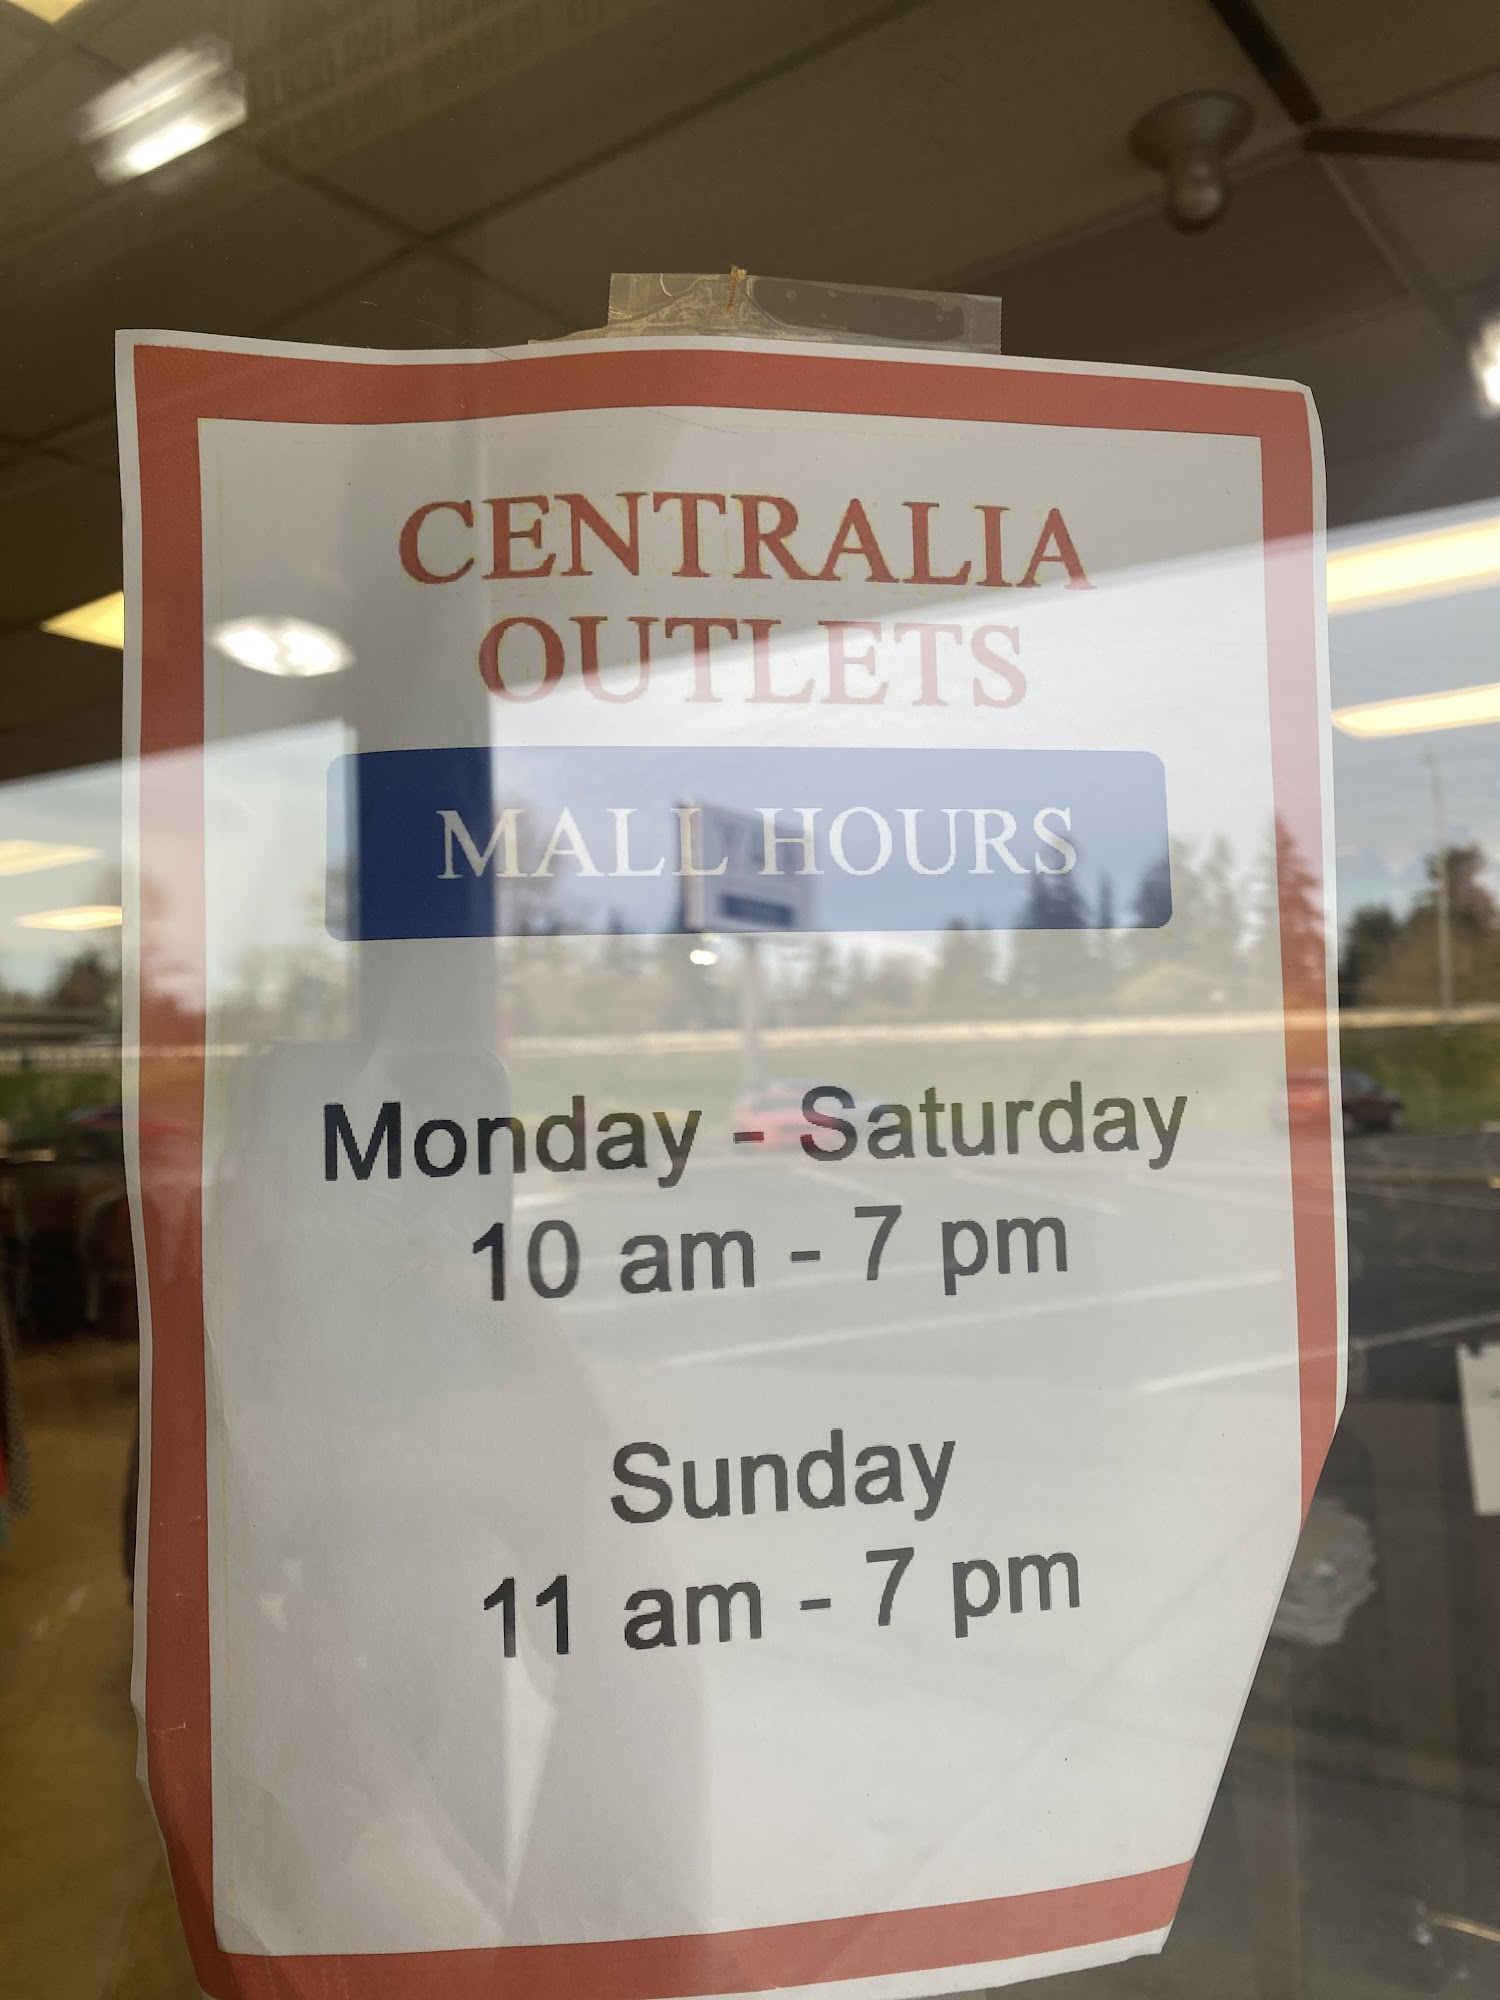 CENTRALIA
OUTLETS
MALL HOURS
Monday - Saturday
10 am - 7 pm
Sunday
11 am - 7 pm